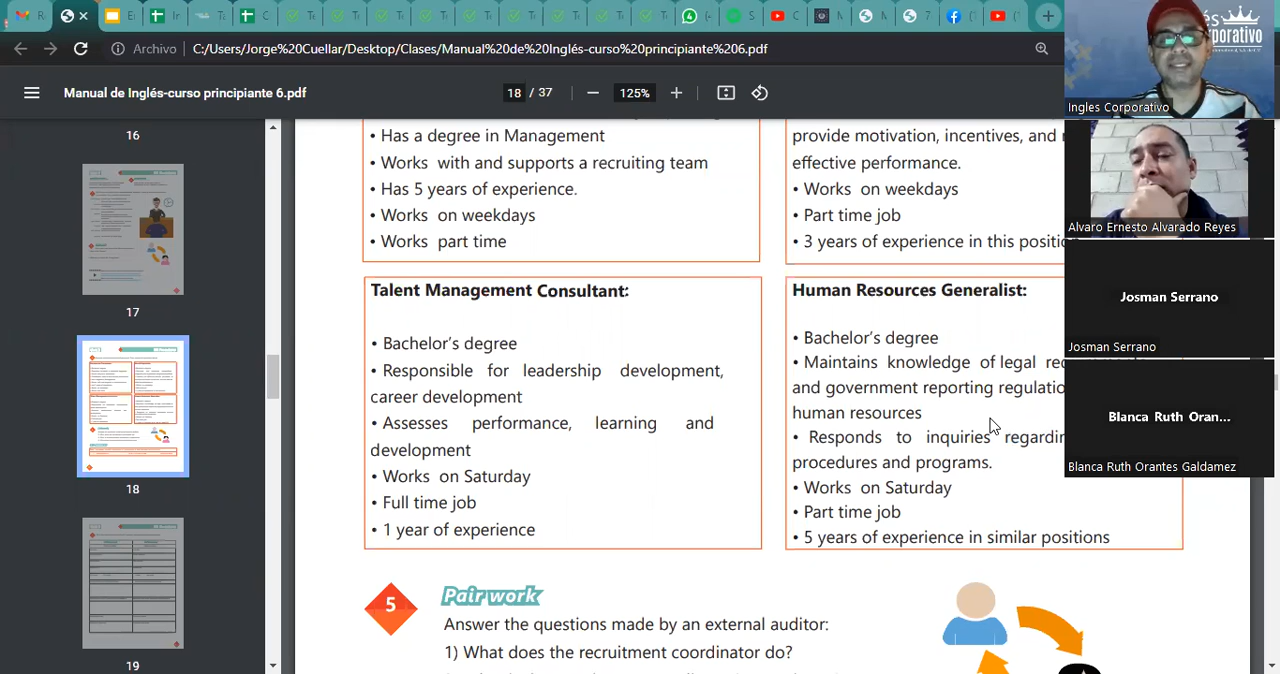 Archivo
C:/Users/Jorge%20Cuellar/Desktop/Clases/Manual%20de%20Inglés-curso%20principiante%206.pdf
Manual de Inglés-curso principiante 6.pdf
18 / 37
125%
16
17
18
19
• Has a degree in Management
• Works with and supports a recruiting team
• Has 5 years of experience.
• Works on weekdays
• Works part time
provide motivation, incentives, and
effective performance.
• Works on weekdays
• Part time job
• 3 years of experience in this
Talent Management Consultant:
• Bachelor's degree
• Responsible for leadership development,
career development
• Assesses performance, learning and
development
• Works on Saturday
• Full time job
• 1 year of experience
Human Resources Generalist:
• Bachelor's degree
• Maintains knowledge of legal
and government reporting
human resources
• Responds to inquiries
procedures and programs.
• Works on Saturday
• Part time job
• 5 years of experience in similar positions
5
Pair work
Answer the questions made by an external auditor:
1) What does the recruitment coordinator do?
Ingles Corporativo
Alvaro Ernesto Alvarado Reyes
Josman Serrano
Josman Serrano
Blanca Ruth Oran...
Blanca Ruth Orantes Galdamez